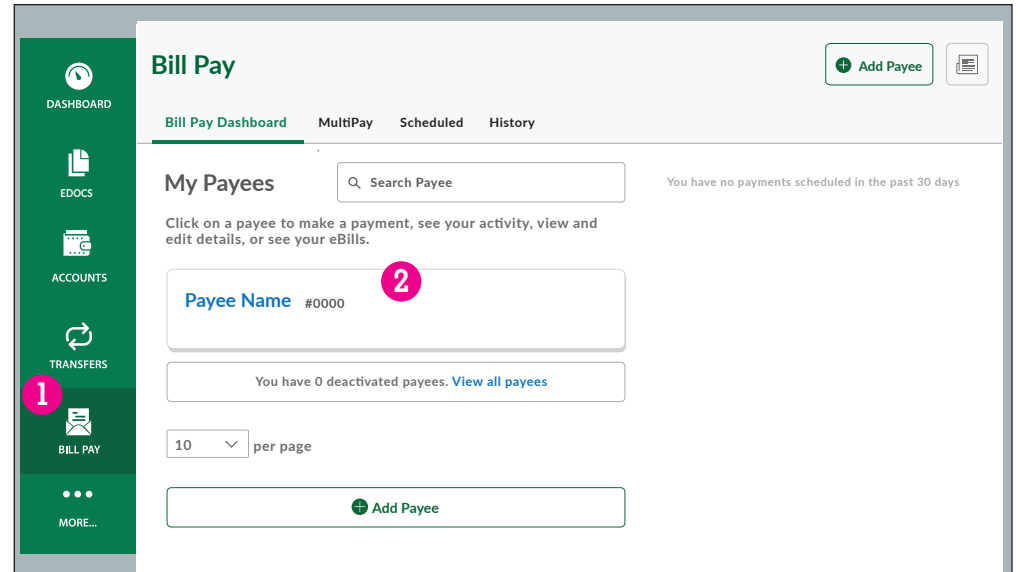 DASHBOARD
EDOCS
ACCOUNTS
TRANSFERS
1
BILL PAY
MORE...
Bill Pay
Add Payee
Bill Pay Dashboard MultiPay Scheduled History
My Payees
Search Payee
You have no payments scheduled in the past 30 days
Click on a payee to make a payment, see your activity, view and
edit details, or see your eBills.
2
Payee Name #0000
You have 0 deactivated payees. View all payees
10 per page
Add Payee